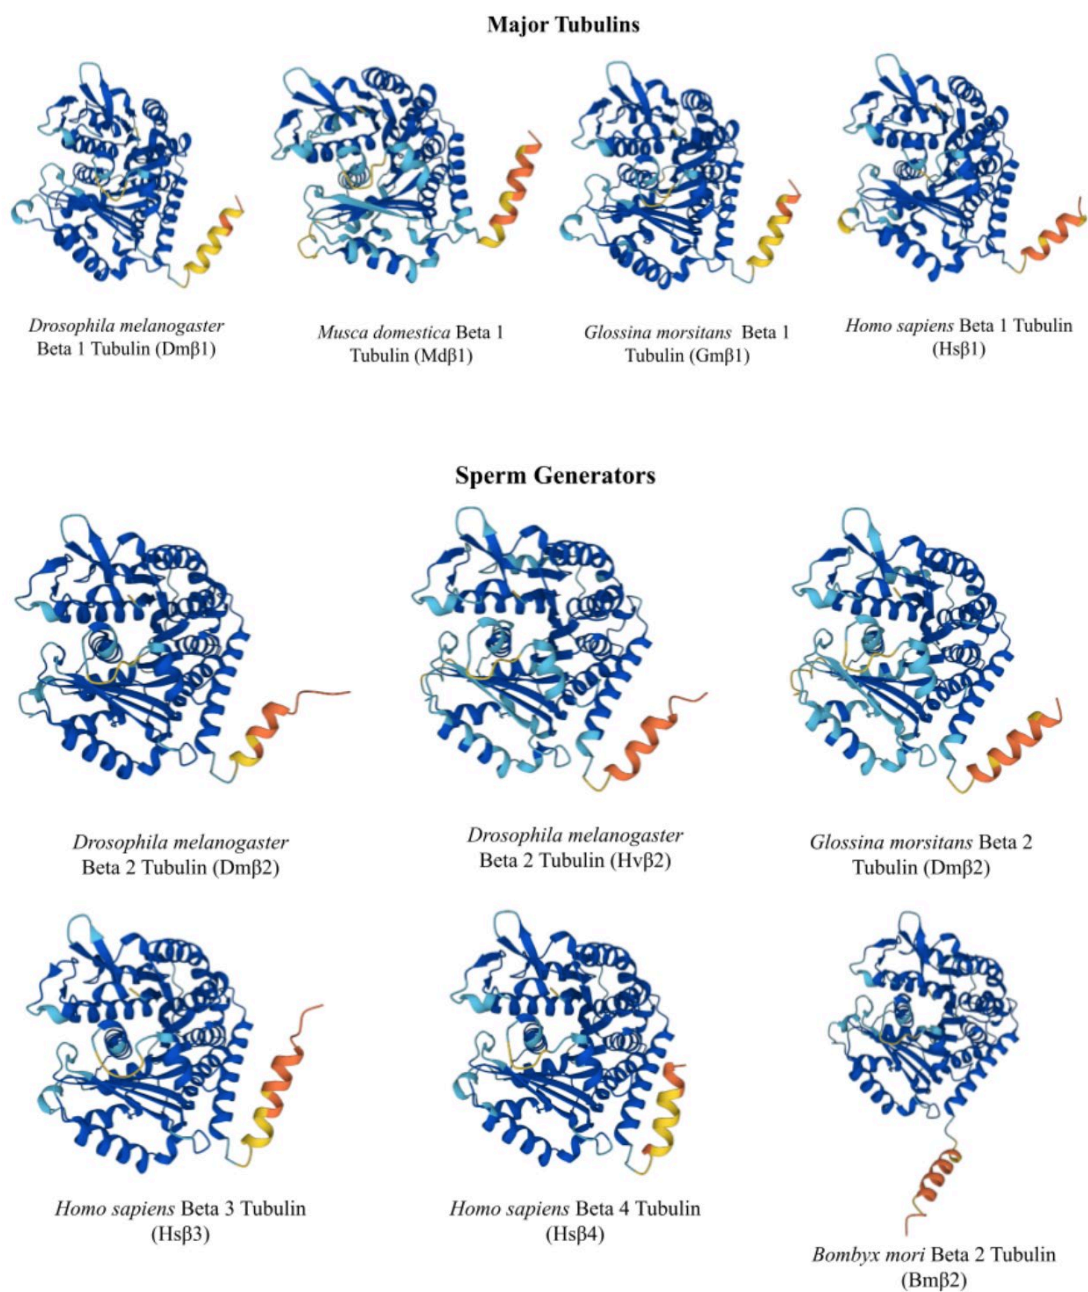 Major Tubulins
Drosophila melanogaster
Beta 1 Tubulin (Dmβ1)
Musca domestica Beta 1
Tubulin (Mdβ1)
Glossina morsitans Beta 1
Tubulin (Gmβ1)
Homo sapiens Beta 1 Tubulin
(Hsβ1)
Sperm Generators
Drosophila melanogaster
Beta 2 Tubulin (Dmβ2)
Drosophila melanogaster
Beta 2 Tubulin (Hvβ2)
Glossina morsitans Beta 2
Tubulin (Dmβ2)
Homo sapiens Beta 3 Tubulin
(Hsβ3)
Homo sapiens Beta 4 Tubulin
(Hsβ4)
Bombyx mori Beta 2 Tubulin
(Bmβ2)